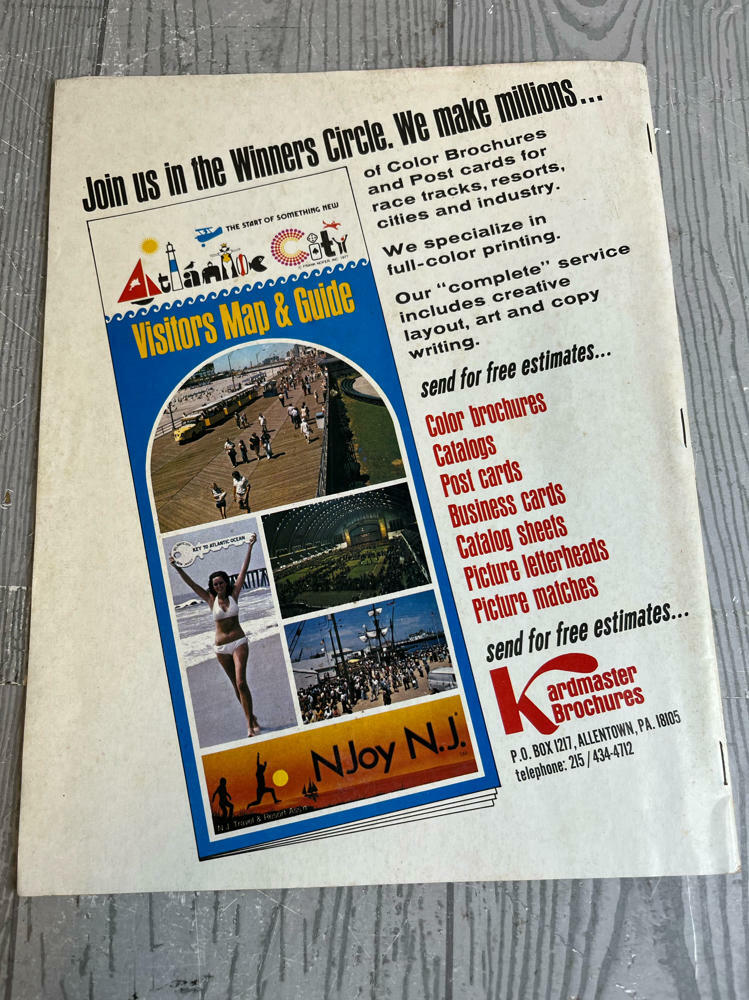 Join us in the Winners Circle. We make millions...
of Color Brochures
and Post cards for
race tracks, resorts,
cities and industry.
We specialize in
full-color printing.
Our "complete" service
includes creative
layout, art and copy
writing.
send for free estimates...
Color brochures
Catalogs
Post cards
Business cards
Catalog sheets
Picture letterheads
Picture matches
send for free estimates...
Kardmaster
Brochures
P.O. BOX 1217, ALLENTOWN, PA. 18105
telephone: 215 / 434-4712
THE START OF SOMETHING NEW
Atlantic City
Visitors Map & Guide
KEY TO ATLANTIC OCEAN
NJoy N.J.
N.J. Travel & Resort Ass'n